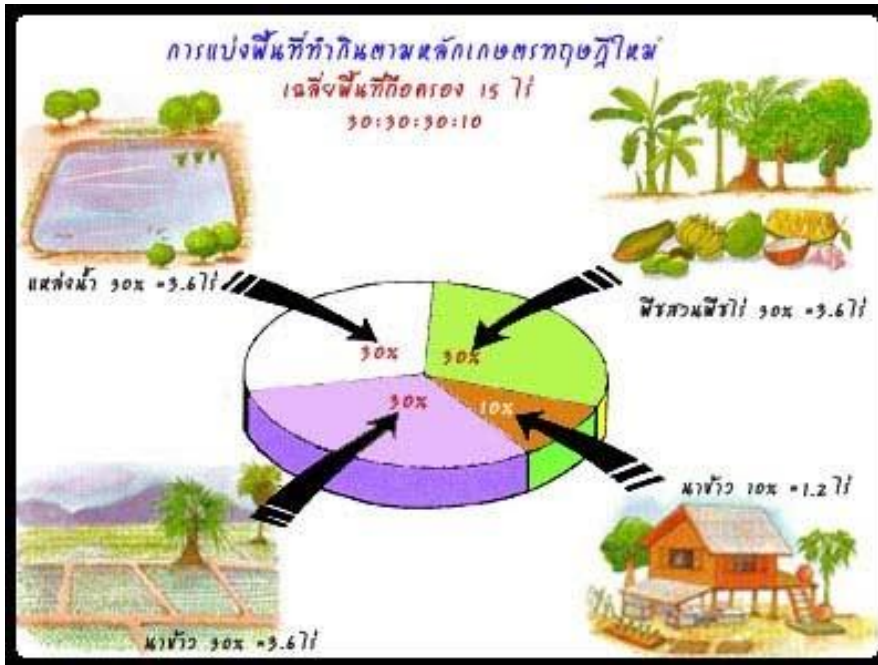 การแบ่งพื้นที่ทำกินตามหลักเกษตรทฤษฎีใหม่
เฉลี่ยพื้นที่ถือครอง 15 ไร่
30:30:30:10
แหล่งน้ำ 30% =3.6ไร่
พืชสวนพืชไร่ 30% =3.6ไร่
30%
30%
30%
10%
นาข้าว 10% =1.2ไร่
นาข้าว 30% =3.6ไร่